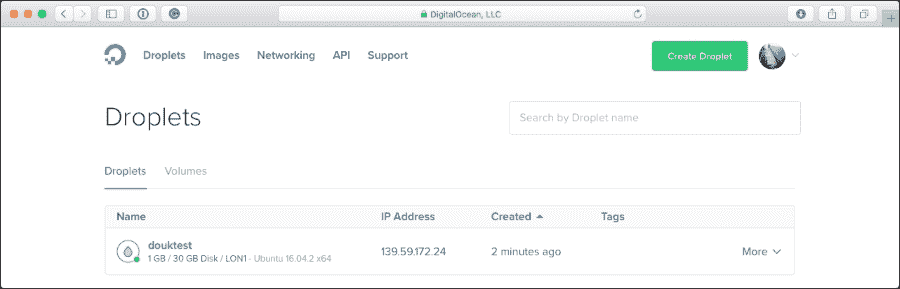 DigitalOcean, LLC
Droplets Images Networking API Support Create Droplet
Droplets
Search by Droplet name
Droplets Volumes
Name IP Address Created Tags
douktest
139.59.172.24 2 minutes ago More
1 GB / 30 GB Disk / LON1 - Ubuntu 16.04.2 x64